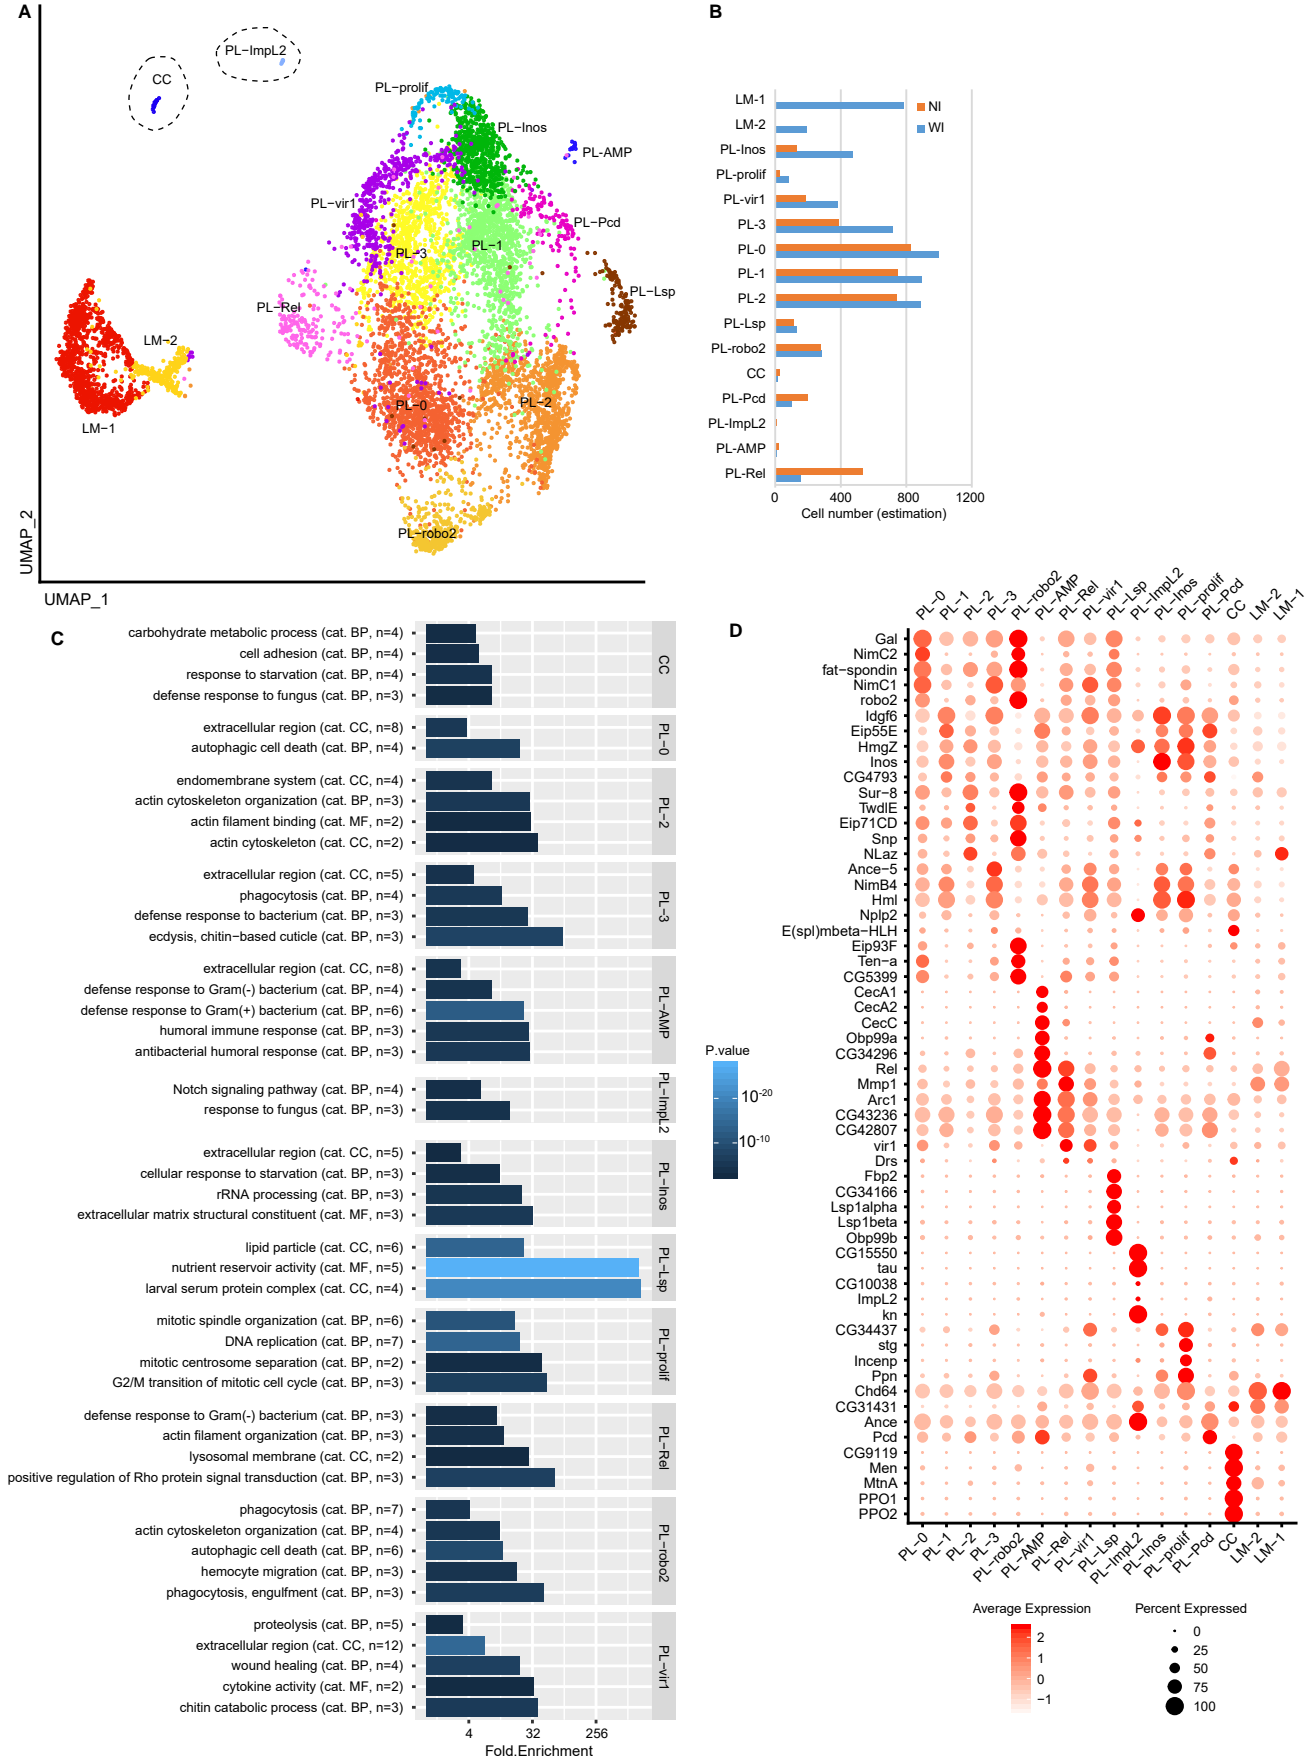 A
PL−ImpL2
CC
PL−prolif
PL−Inos
PL-AMP
PL−vir1
PL−Pcd
PL−3
PL−1
PL−Lsp
PL−Rel
LM−2
PL−0
PL−2
LM−1
PL−robo2
UMAP_2
UMAP_1
B
LM-1
LM-2
PL-Inos
PL-prolif
PL-vir1
PL-3
PL-0
PL-1
PL-2
PL-Lsp
PL-robo2
CC
PL-Pcd
PL-ImpL2
PL-AMP
PL-Rel
NI
WI
0 400 800 1200
Cell number (estimation)
C
carbohydrate metabolic process (cat. BP, n=4)
cell adhesion (cat. BP, n=4)
response to starvation (cat. BP, n=4)
defense response to fungus (cat. BP, n=3)
CC
extracellular region (cat. CC, n=8)
autophagic cell death (cat. BP, n=4)
PL−0
endomembrane system (cat. CC, n=4)
actin cytoskeleton organization (cat. BP, n=3)
actin filament binding (cat. MF, n=2)
actin cytoskeleton (cat. CC, n=2)
PL−2
extracellular region (cat. CC, n=5)
phagocytosis (cat. BP, n=4)
defense response to bacterium (cat. BP, n=3)
ecdysis, chitin−based cuticle (cat. BP, n=3)
PL−3
extracellular region (cat. CC, n=8)
defense response to Gram(-) bacterium (cat. BP, n=4)
defense response to Gram(+) bacterium (cat. BP, n=6)
humoral immune response (cat. BP, n=3)
antibacterial humoral response (cat. BP, n=3)
PL−AMP
Notch signaling pathway (cat. BP, n=4)
response to fungus (cat. BP, n=3)
PL−ImpL2
extracellular region (cat. CC, n=5)
cellular response to starvation (cat. BP, n=3)
rRNA processing (cat. BP, n=3)
extracellular matrix structural constituent (cat. MF, n=3)
PL−Inos
lipid particle (cat. CC, n=6)
nutrient reservoir activity (cat. MF, n=5)
larval serum protein complex (cat. CC, n=4)
PL−Lsp
mitotic spindle organization (cat. BP, n=6)
DNA replication (cat. BP, n=7)
mitotic centrosome separation (cat. BP, n=2)
G2/M transition of mitotic cell cycle (cat. BP, n=3)
PL−prolif
defense response to Gram(-) bacterium (cat. BP, n=3)
actin filament organization (cat. BP, n=3)
lysosomal membrane (cat. CC, n=2)
positive regulation of Rho protein signal transduction (cat. BP, n=3)
PL−Rel
phagocytosis (cat. BP, n=7)
actin cytoskeleton organization (cat. BP, n=4)
autophagic cell death (cat. BP, n=6)
hemocyte migration (cat. BP, n=3)
phagocytosis, engulfment (cat. BP, n=3)
PL−robo2
proteolysis (cat. BP, n=5)
extracellular region (cat. CC, n=12)
wound healing (cat. BP, n=4)
cytokine activity (cat. MF, n=2)
chitin catabolic process (cat. BP, n=3)
PL−vir1
4 32 256
Fold.Enrichment
P.value
10-20
10-10
D
PL−0 PL−1 PL−2 PL−3 PL−robo2 PL−AMP PL−Rel PL−vir1 PL−Lsp PL−ImpL2 PL−Inos PL−prolif PL−Pcd CC LM−2 LM−1
Gal
NimC2
fat−spondin
NimC1
robo2
Idgf6
Eip55E
HmgZ
Inos
CG4793
Sur−8
TwdlE
Eip71CD
Snp
NLaz
Ance−5
NimB4
Hml
Nplp2
E(spl)mbeta−HLH
Eip93F
Ten−a
CG5399
CecA1
CecA2
CecC
Obp99a
CG34296
Rel
Mmp1
Arc1
CG43236
CG42807
vir1
Drs
Fbp2
CG34166
Lsp1alpha
Lsp1beta
Obp99b
CG15550
tau
CG10038
ImpL2
kn
CG34437
stg
Incenp
Ppn
Chd64
CG31431
Ance
Pcd
CG9119
Men
MtnA
PPO1
PPO2
PL−0 PL−1 PL−2 PL−3 PL−robo2 PL−AMP PL−Rel PL−vir1 PL−Lsp PL−ImpL2 PL−Inos PL−prolif PL−Pcd CC LM−2 LM−1
Average Expression
2
1
0
−1
Percent Expressed
0
25
50
75
100